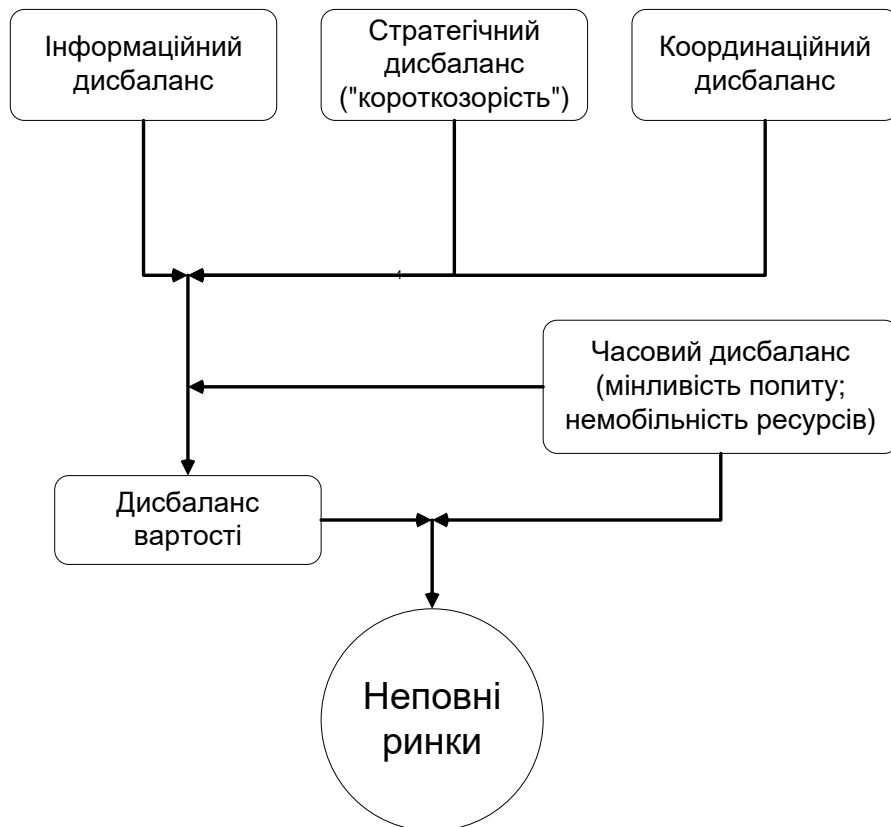 Інформаційний
дисбаланс
Стратегічний
дисбаланс
("короткозорість")
Координаційний
дисбаланс
Часовий дисбаланс
(мінливість попиту;
немобільність ресурсів)
Дисбаланс
вартості
Неповні
ринки